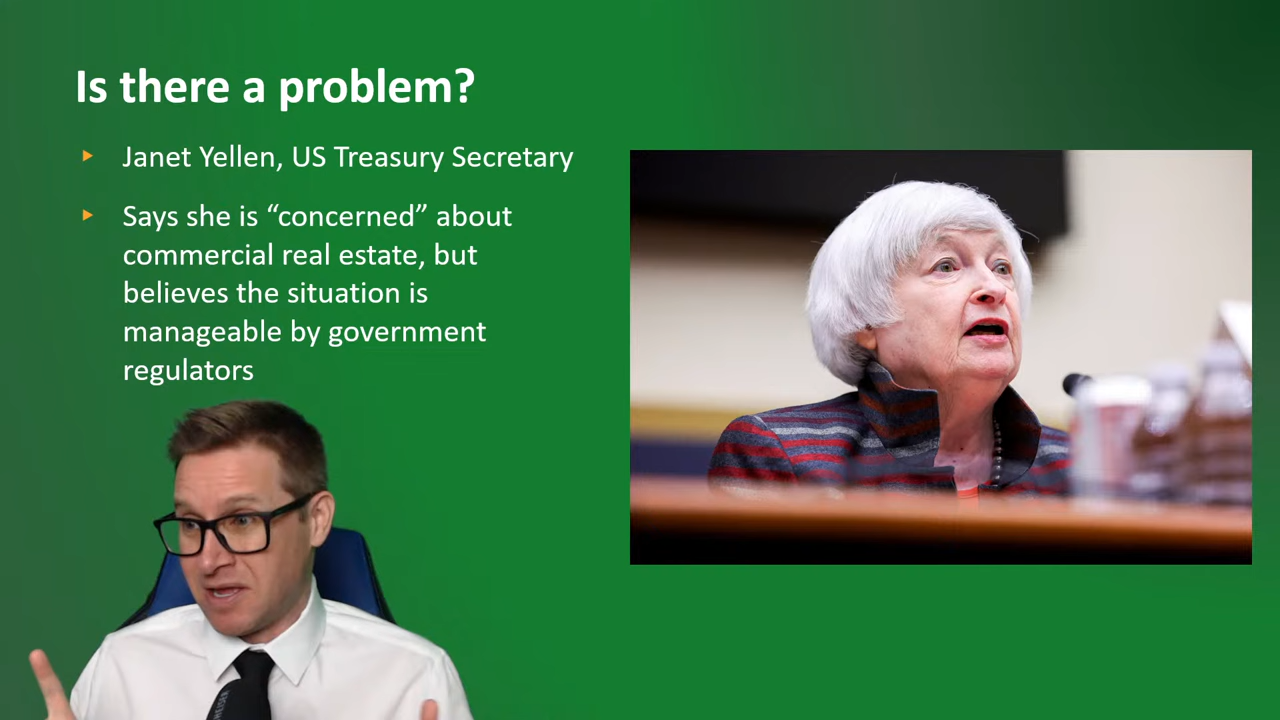 Is there a problem?
Janet Yellen, US Treasury Secretary
Says she is “concerned” about
commercial real estate, but
believes the situation is
manageable by government
regulators